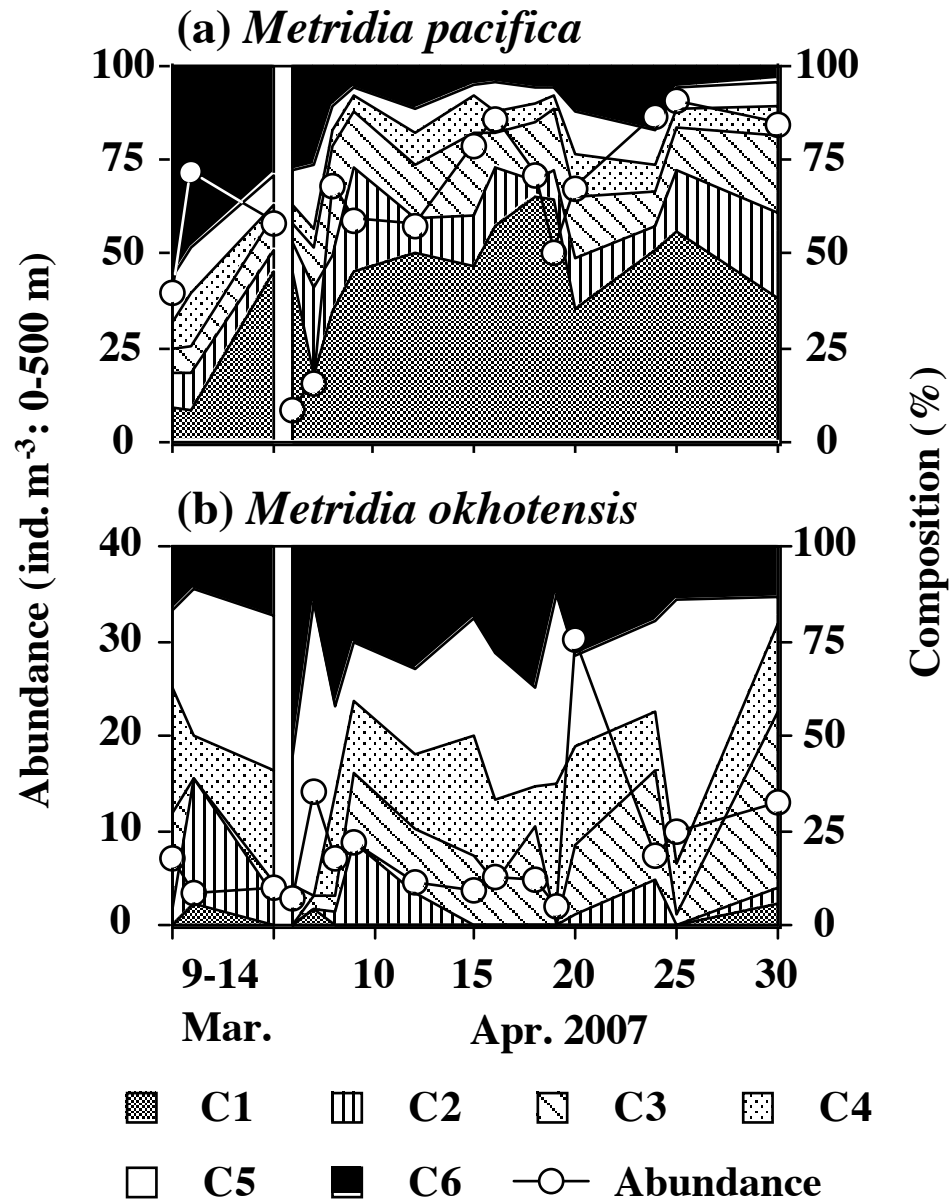 (a) Metridia pacifica
100 100
75 75
50 50
25 25
0 0
Abundance (ind. m-3: 0-500 m)
Composition (%)
(b) Metridia okhotensis
40 100
30 75
20 50
10 25
0 0
9-14 10 15 20 25 30
Mar. Apr. 2007
C1 C2 C3 C4
C5 C6 Abundance